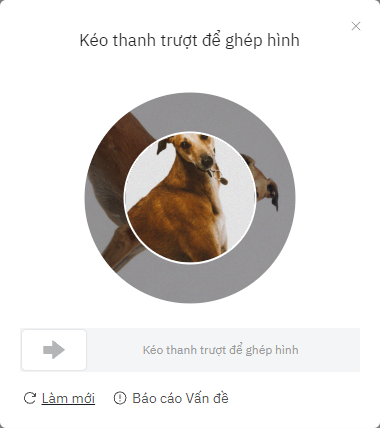 Kéo thanh trượt để ghép hình
Kéo thanh trượt để ghép hình
Làm mới
Báo cáo Vấn đề